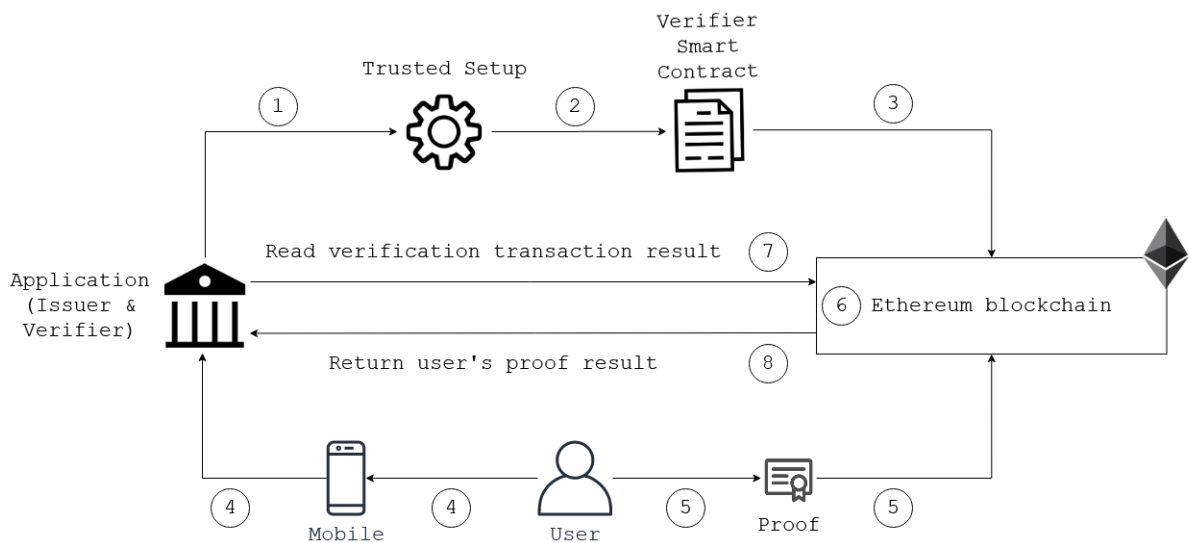 Verifier
Smart
Contract
Trusted Setup
1
2
3
Read verification transaction result
7
Application
(Issuer &
Verifier)
6
Ethereum blockchain
Return user's proof result
8
4
4
5
5
Mobile
User
Proof